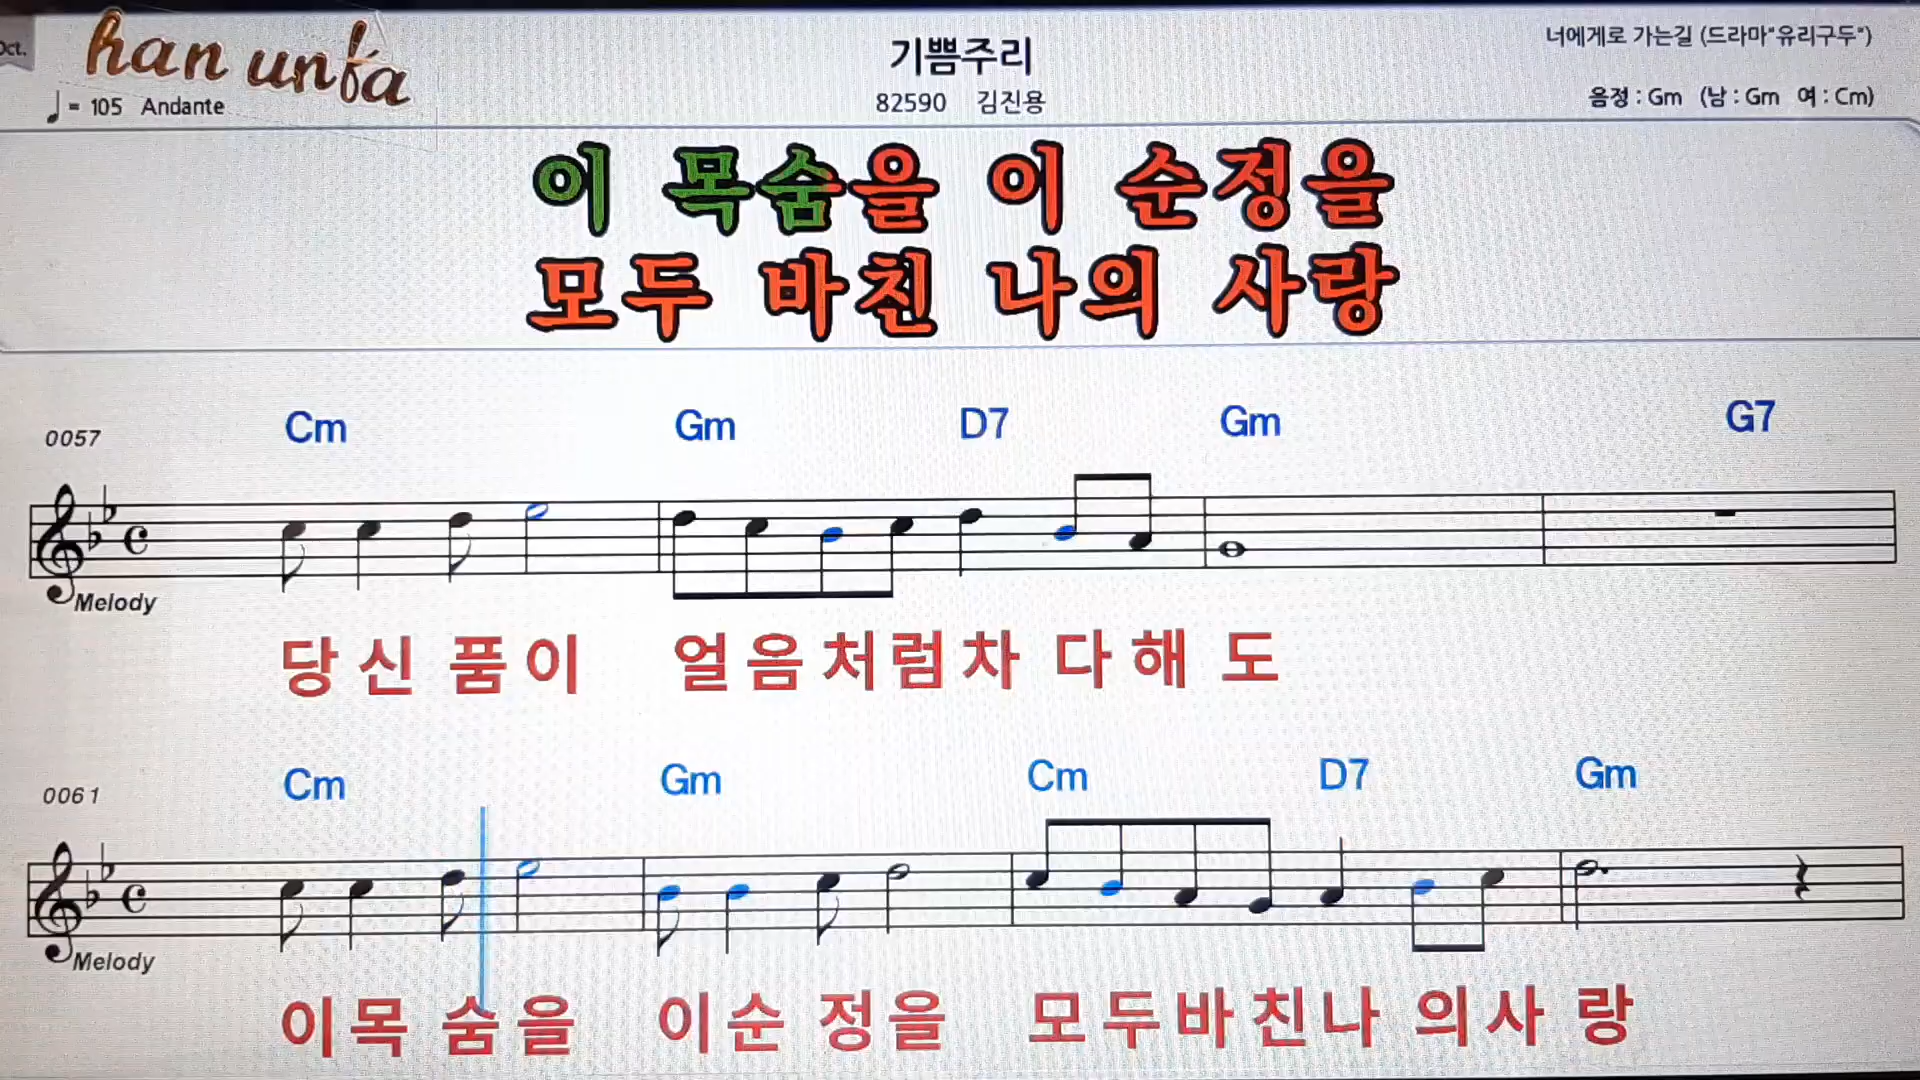 Oct.
han unfa
기쁨주리
너에게로 가는길 (드라마"유리구두")
♩ = 105 Andante
82590 김진용
음정 : Gm (남 : Gm 여 : Cm)
이 목숨을 이 순정을
모두 바친 나의 사랑
0057 Cm Gm D7 Gm G7
Melody
당신 품이 얼음처럼차 다해 도
0061 Cm Gm Cm D7 Gm
Melody
이목 숨을 이순 정을 모두바친나 의사 랑